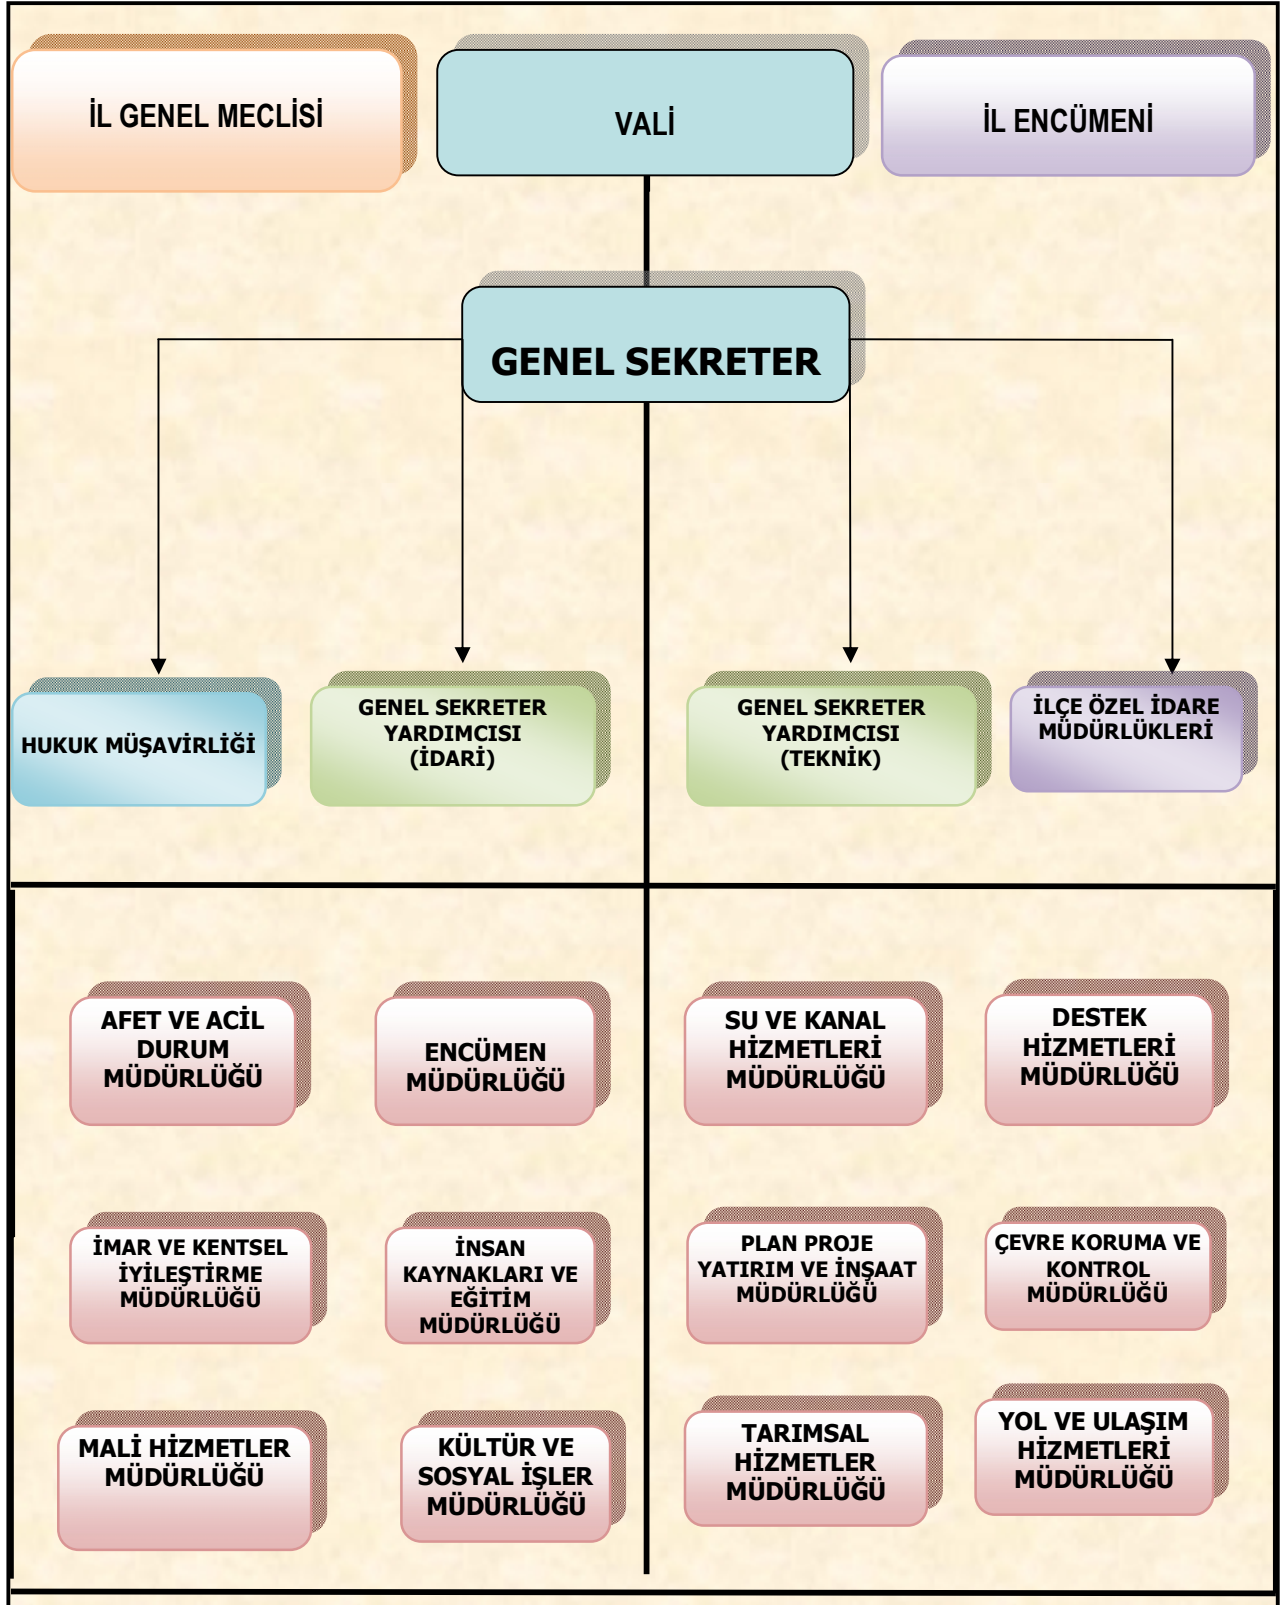 İL GENEL MECLİSİ
VALİ
İL ENCÜMENİ
GENEL SEKRETER
HUKUK MÜŞAVİRLİĞİ
GENEL SEKRETER
YARDIMCISI
(İDARİ)
GENEL SEKRETER
YARDIMCISI
(TEKNİK)
İLÇE ÖZEL İDARE
MÜDÜRLÜKLERİ
AFET VE ACİL
DURUM
MÜDÜRLÜĞÜ
ENCÜMEN
MÜDÜRLÜĞÜ
SU VE KANAL
HİZMETLERİ
MÜDÜRLÜĞÜ
DESTEK
HİZMETLERİ
MÜDÜRLÜĞÜ
İMAR VE KENTSEL
İYİLEŞTİRME
MÜDÜRLÜĞÜ
İNSAN
KAYNAKLARI VE
EĞİTİM
MÜDÜRLÜĞÜ
PLAN PROJE
YATIRIM VE İNŞAAT
MÜDÜRLÜĞÜ
ÇEVRE KORUMA VE
KONTROL
MÜDÜRLÜĞÜ
MALİ HİZMETLER
MÜDÜRLÜĞÜ
KÜLTÜR VE
SOSYAL İŞLER
MÜDÜRLÜĞÜ
TARIMSAL
HİZMETLER
MÜDÜRLÜĞÜ
YOL VE ULAŞIM
HİZMETLERİ
MÜDÜRLÜĞÜ